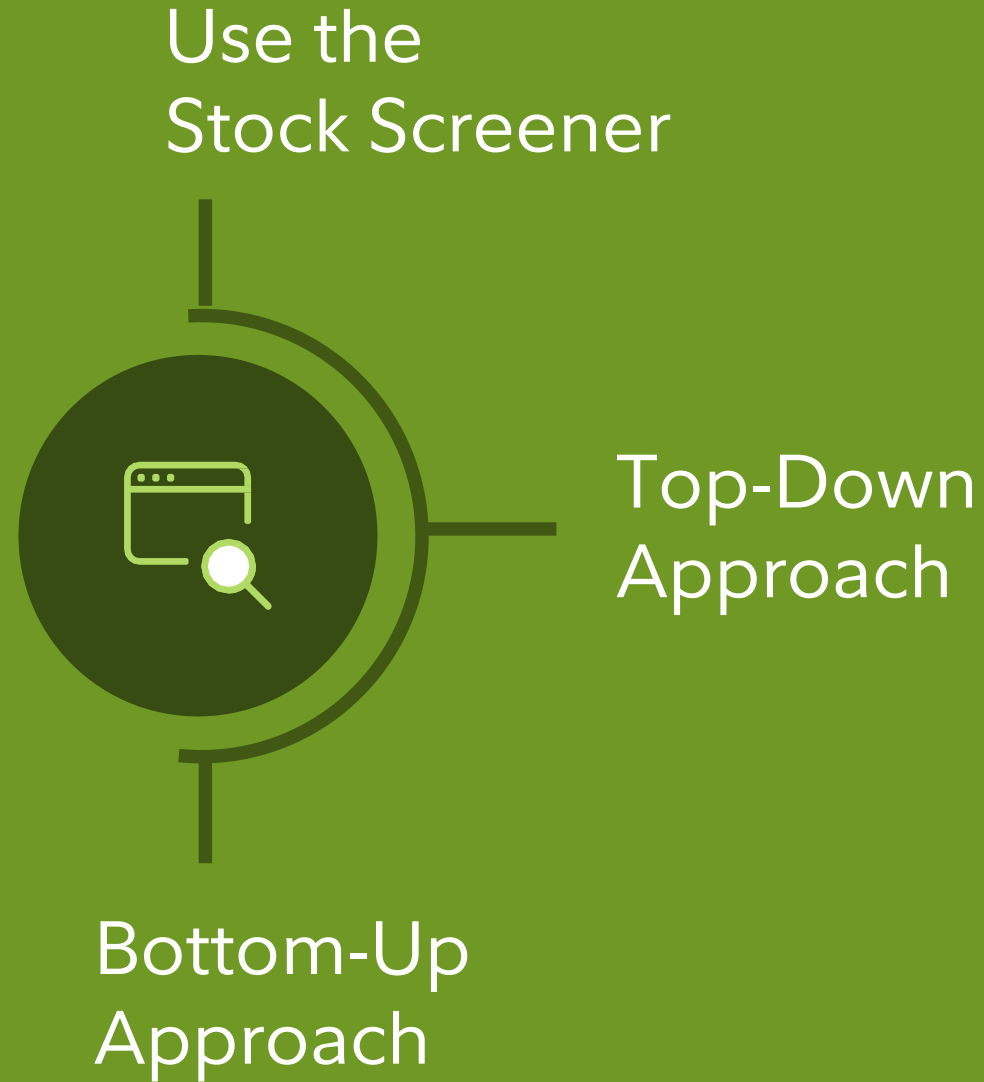 Use the
Stock Screener
Top-Down
Approach
Bottom-Up
Approach